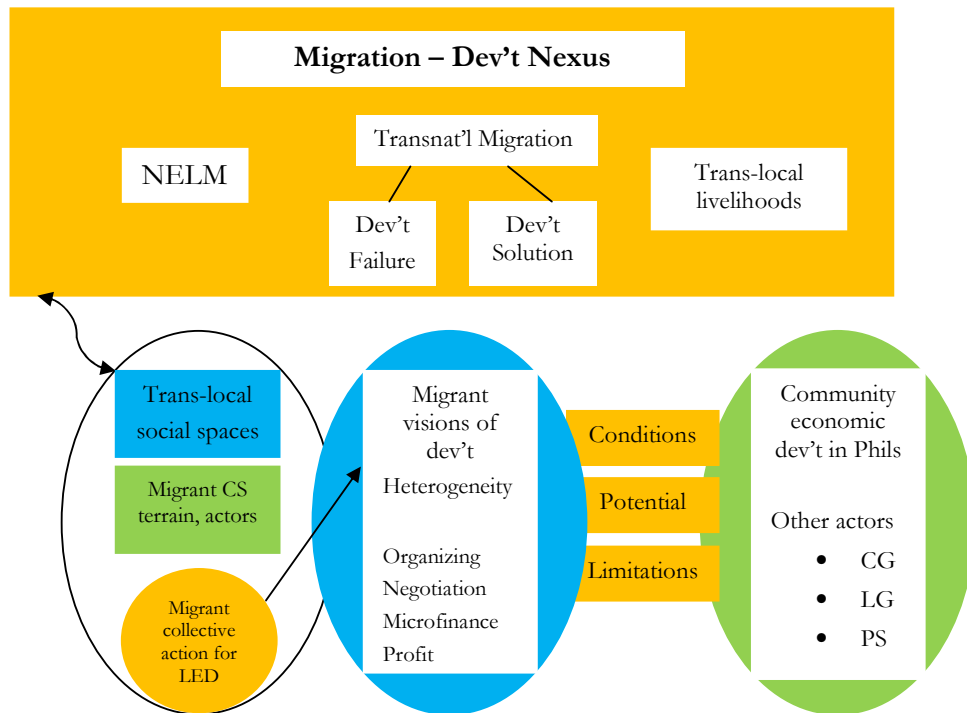 Migration – Dev't Nexus
NELM
Transnat'l Migration
Trans-local
livelihoods
Dev't
Failure
Dev't
Solution
Trans-local
social spaces
Migrant CS
terrain, actors
Migrant
collective
action for
LED
Migrant
visions of
dev't
Heterogeneity
Organizing
Negotiation
Microfinance
Profit
Conditions
Potential
Limitations
Community
economic
dev't in Phils
Other actors
• CG
• LG
• PS